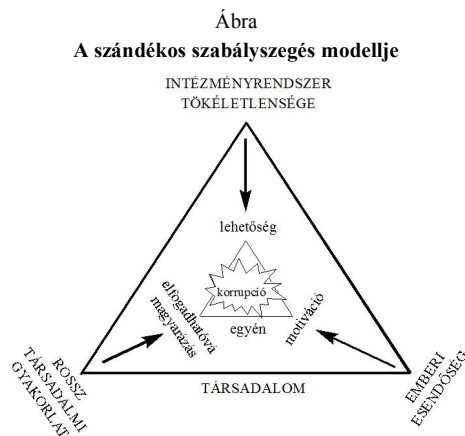 Ábra
A szándékos szabályszegés modellje
INTÉZMÉNYRENDSZER
TÖKÉLETLENSÉGE
lehetőség
korrupció
elfogadhatóvá
magyarázás
egyén
motiváció
ROSSZ
TÁRSADALMI
GYAKORLAT
TÁRSADALOM
EMBERI
ESENDŐSÉG